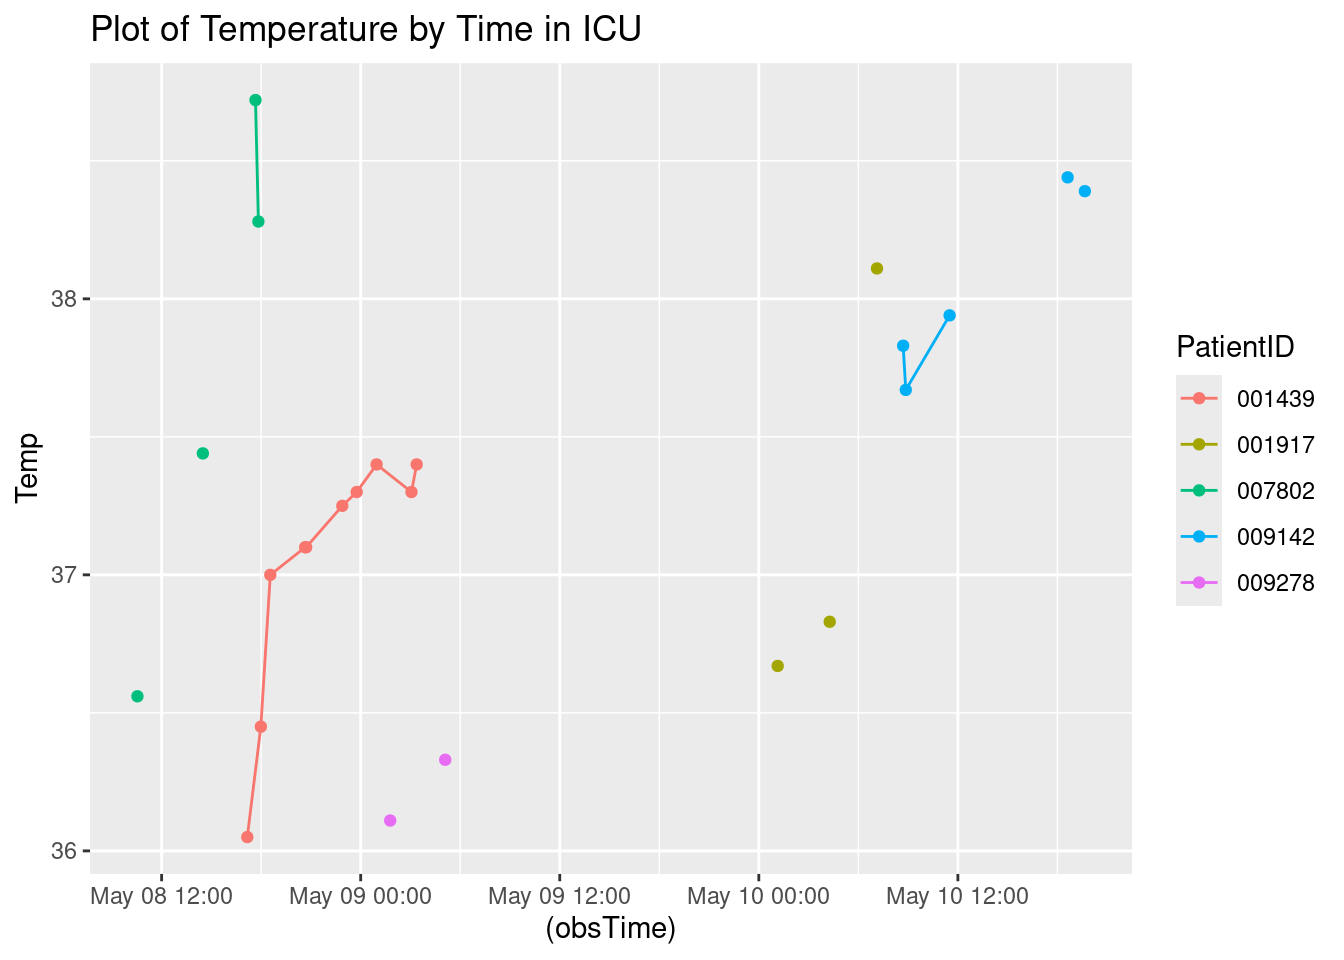 Plot of Temperature by Time in ICU
Temp
38
37
36
May 08 12:00
May 09 00:00
May 09 12:00
May 10 00:00
May 10 12:00
(obsTime)
PatientID
001439
001917
007802
009142
009278